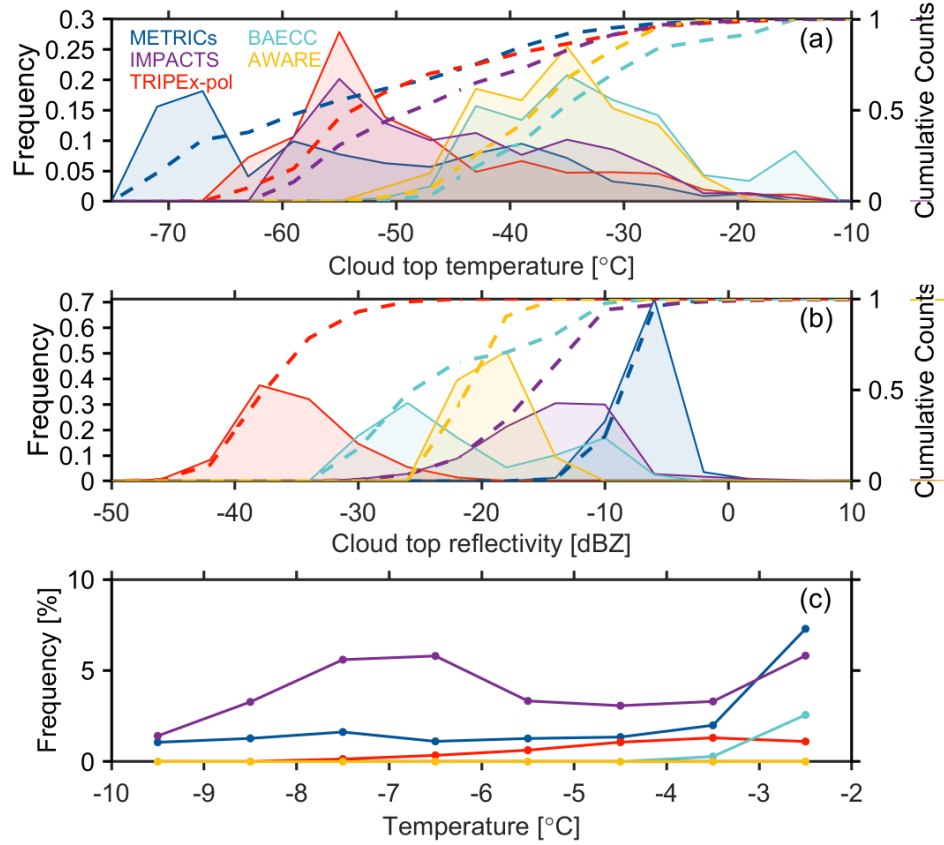 0.3
0.25
0.2
0.15
0.1
0.05
0
Frequency
METRICs
BAECC
IMPACTS
AWARE
TRIPEx-pol
(a)
1
0.5
0
Cumulative Counts
-70
-60
-50
-40
-30
-20
-10
Cloud top temperature [°C]
0.7
0.6
0.5
0.4
0.3
0.2
0.1
0
Frequency
(b)
1
0.5
0
Cumulative Counts
-50
-40
-30
-20
-10
0
10
Cloud top reflectivity [dBZ]
10
5
0
Frequency [%]
(c)
-10
-9
-8
-7
-6
-5
-4
-3
-2
Temperature [°C]